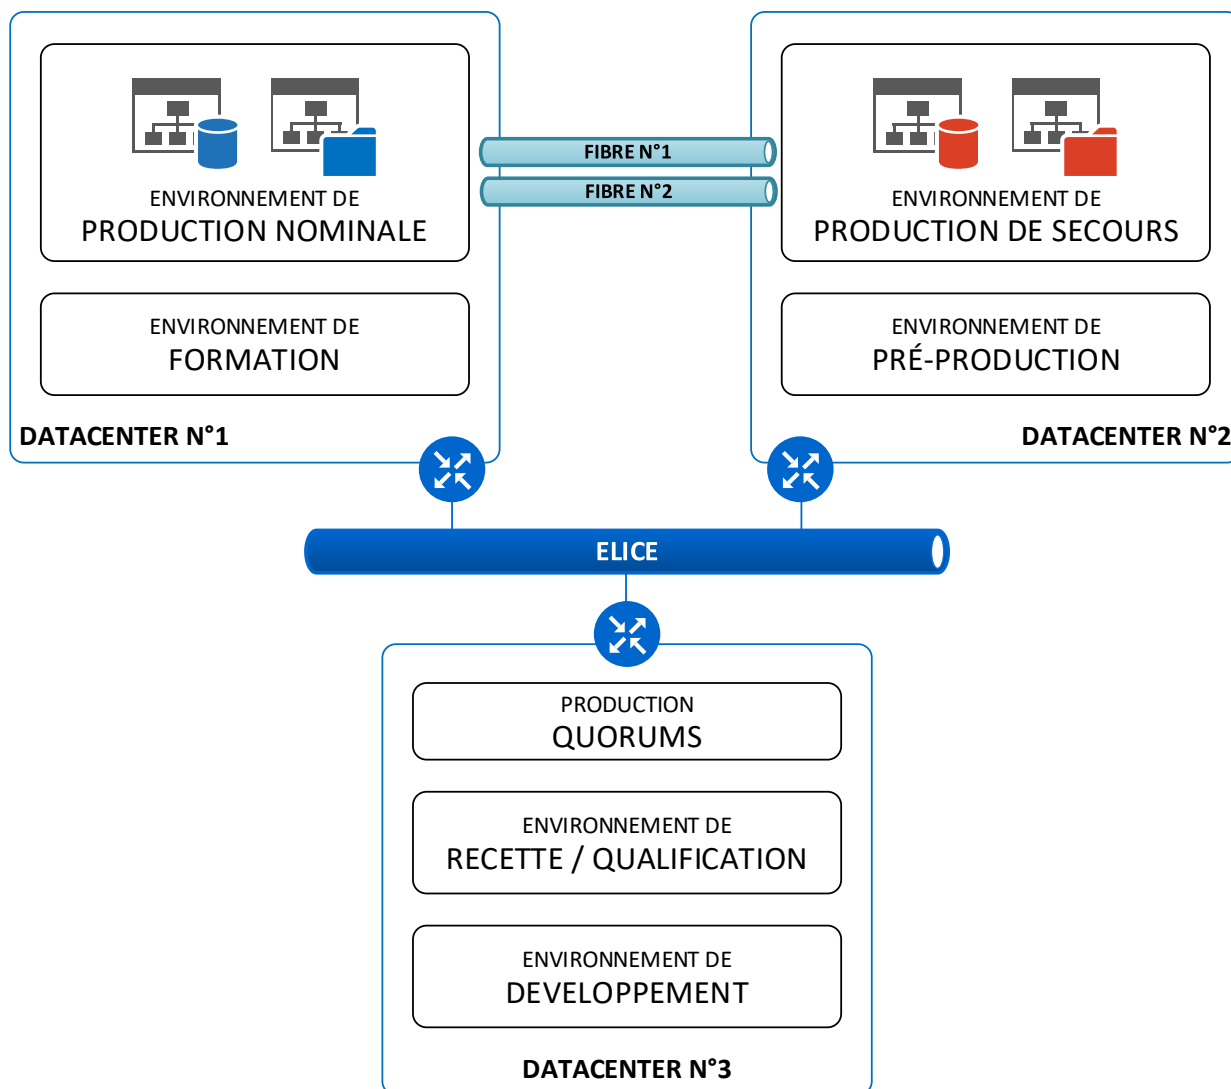 ENVIRONNEMENT DE
PRODUCTION NOMINALE
ENVIRONNEMENT DE
FORMATION
DATACENTER N°1
FIBRE N°1
FIBRE N°2
ENVIRONNEMENT DE
PRODUCTION DE SECOURS
ENVIRONNEMENT DE
PRÉ-PRODUCTION
DATACENTER N°2
ELICE
PRODUCTION
QUORUMS
ENVIRONNEMENT DE
RECETTE / QUALIFICATION
ENVIRONNEMENT DE
DEVELOPPEMENT
DATACENTER N°3